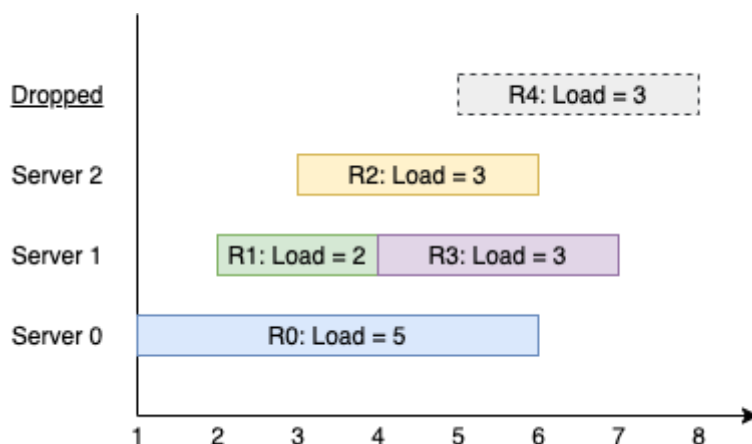 Dropped
R4: Load = 3
Server 2
R2: Load = 3
Server 1
R1: Load = 2
R3: Load = 3
Server 0
R0: Load = 5
1 2 3 4 5 6 7 8